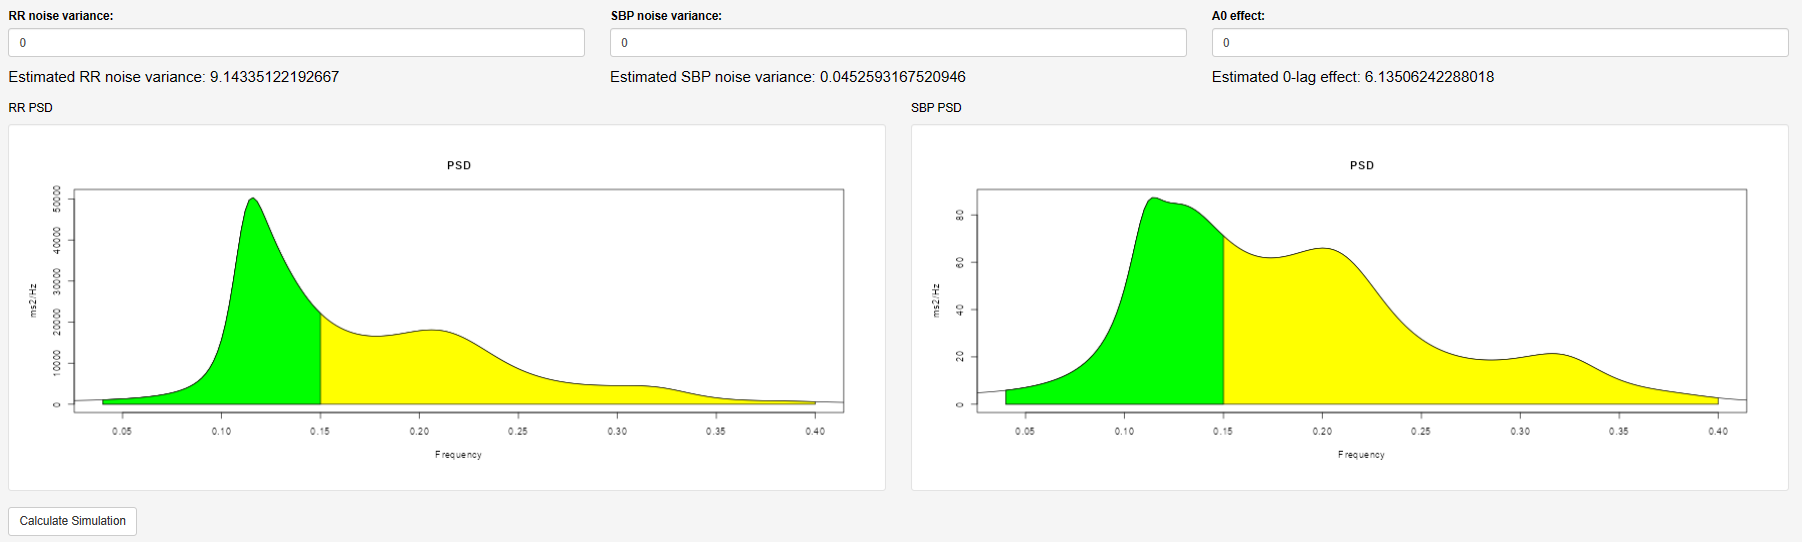 RR noise variance:
SBP noise variance:
A0 effect:
0
0
0
Estimated RR noise variance: 9.14335122192667
Estimated SBP noise variance: 0.0452593167520946
Estimated 0-lag effect: 6.13506242288018
RR PSD
SBP PSD
PSD
ms2/Hz
50000
40000
30000
20000
10000
0
0.05 0.10 0.15 0.20 0.25 0.30 0.35 0.40
Frequency
PSD
ms2/Hz
80
60
40
20
0
0.05 0.10 0.15 0.20 0.25 0.30 0.35 0.40
Frequency
Calculate Simulation